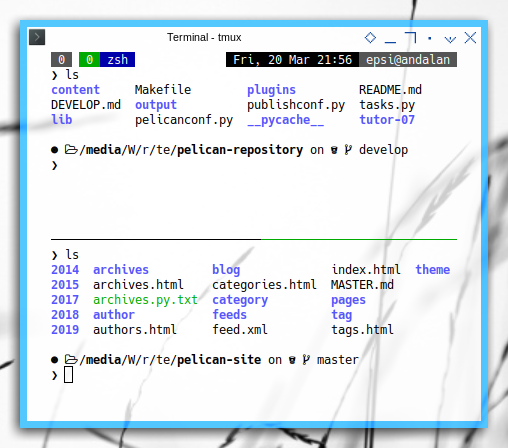 Terminal - tmux
0 0 zsh Fri, 20 Mar 21:56 epsi@andalan
❯ ls
content Makefile plugins README.md
DEVELOP.md output publishconf.py tasks.py
lib pelicanconf.py __pycache__ tutor-07
● /media/W/r/te/pelican-repository on develop
❯
❯ ls
2014 archives blog index.html theme
2015 archives.html categories.html MASTER.md
2017 archives.py.txt category pages
2018 author feeds tag
2019 authors.html feed.xml tags.html
● /media/W/r/te/pelican-site on master
❯